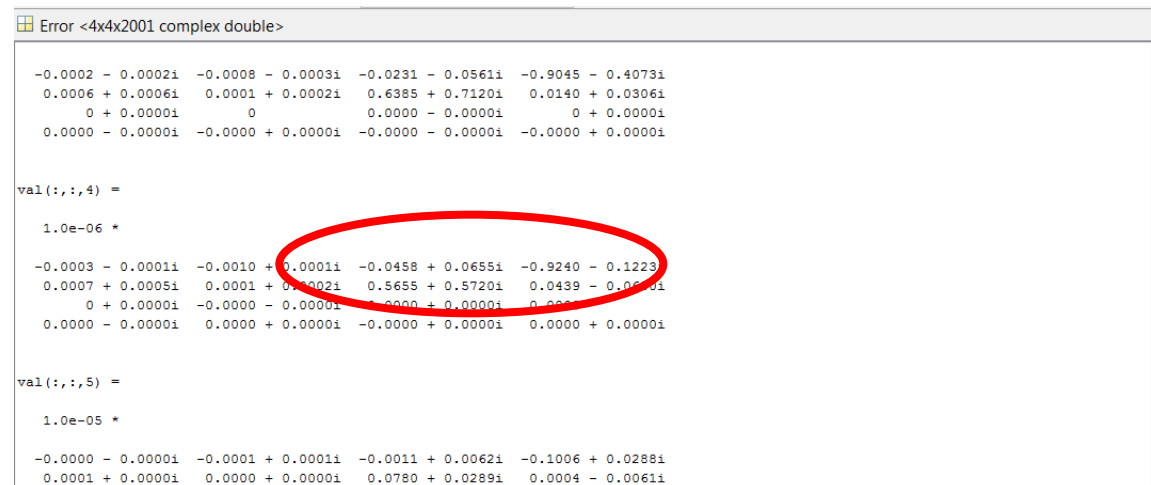 Error <4x4x2001 complex double>
-0.0002 - 0.0002i -0.0008 - 0.0003i -0.0231 - 0.0561i -0.9045 - 0.4073i
0.0006 + 0.0006i 0.0001 + 0.0002i 0.6385 + 0.7120i 0.0140 + 0.0306i
0 + 0.0000i 0 0.0000 - 0.0000i 0 + 0.0000i
0.0000 - 0.0000i -0.0000 + 0.0000i -0.0000 - 0.0000i -0.0000 + 0.0000i
val(:,:,4) =
1.0e-06 *
-0.0003 - 0.0001i -0.0010 + 0.0001i -0.0458 + 0.0655i -0.9240 - 0.1223
0.0007 + 0.0005i 0.0001 + 0.0002i 0.5655 + 0.5720i 0.0439 -
0 + 0.0000i -0.0000 - 0.0000i 0.0000 + 0.0000i
0.0000 - 0.0000i 0.0000 + 0.0000i -0.0000 + 0.0000i 0.0000 + 0.0000i
val(:,:,5) =
1.0e-05 *
-0.0000 - 0.0000i -0.0001 + 0.0001i -0.0011 + 0.0062i -0.1006 + 0.0288i
0.0001 + 0.0000i 0.0000 + 0.0000i 0.0780 + 0.0289i 0.0004 - 0.0061i